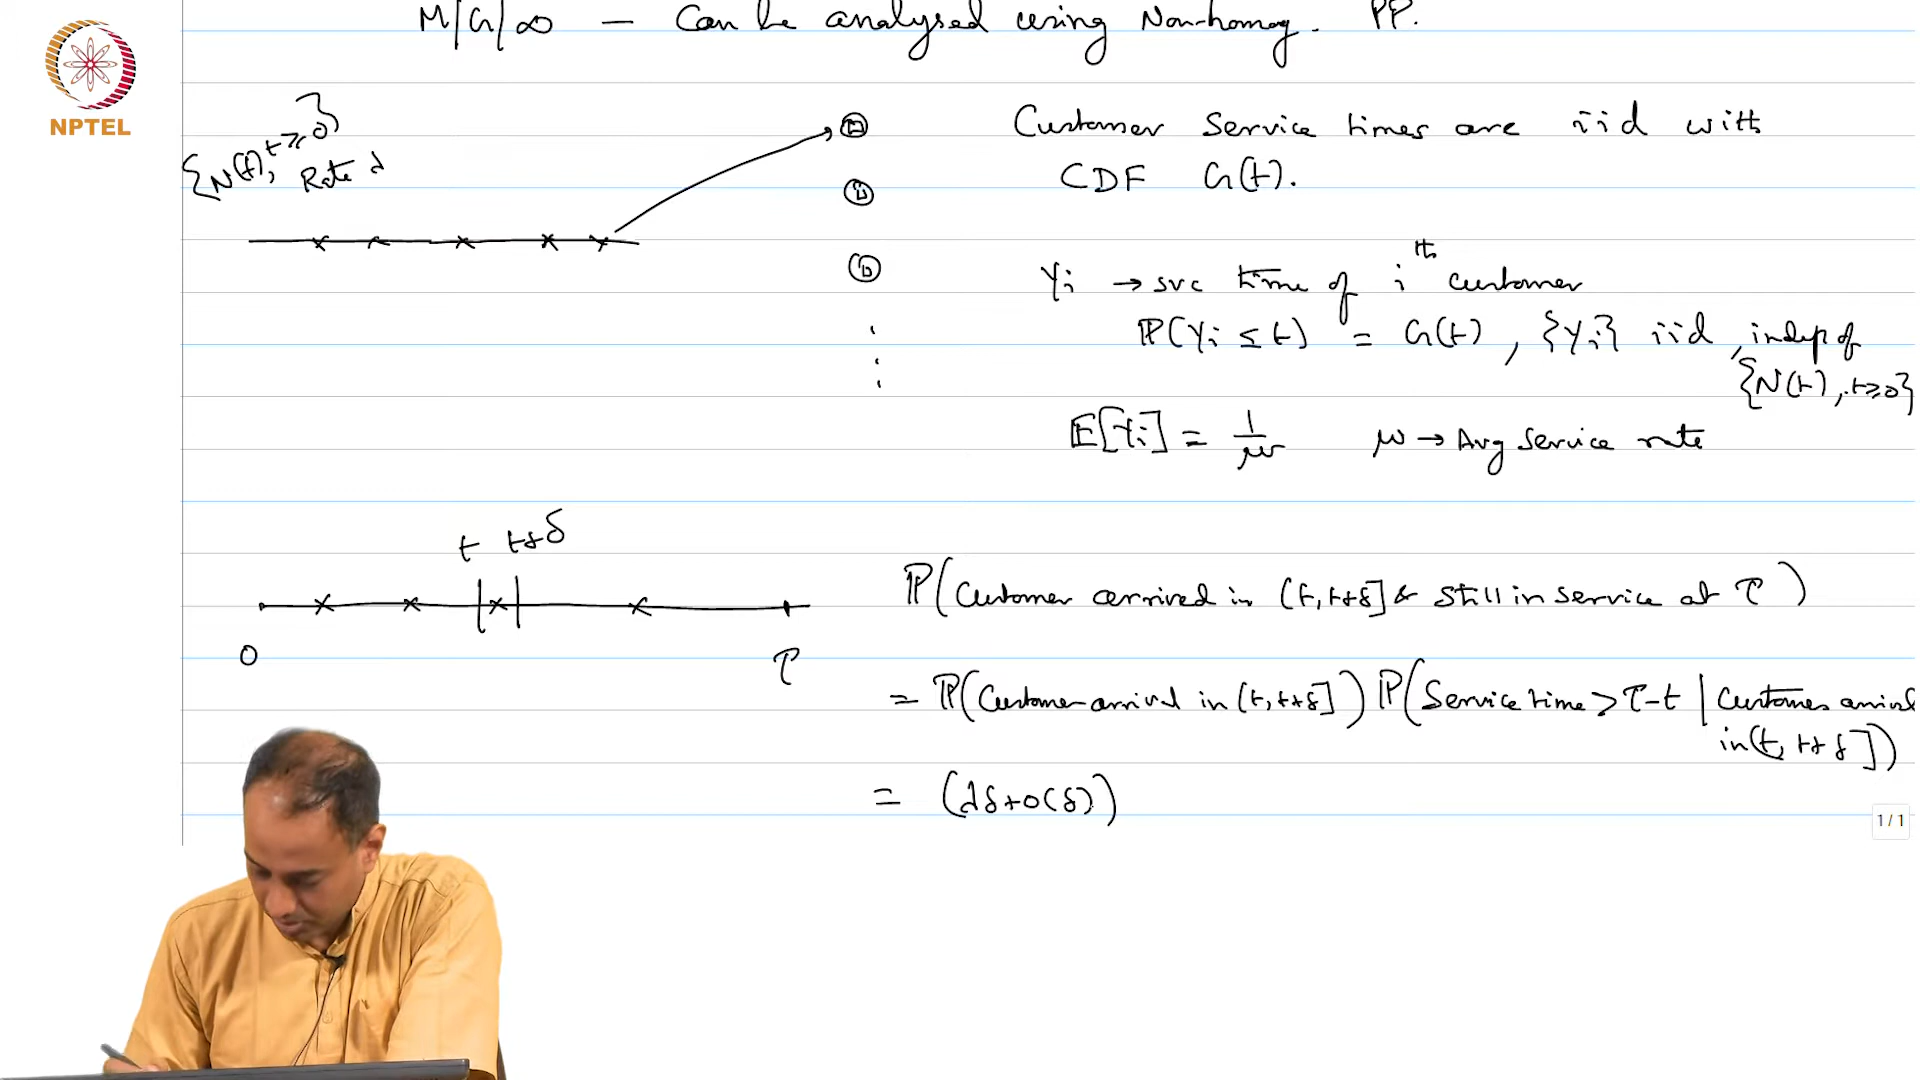 M/G/∞ — Can be analysed using Non-homog. PP.
NPTEL
{N(t), t≥0}
Rate λ
Customer Service times are iid with
CDF G(t).
Yi → svc time of ith customer
P(Yi ≤ t) = G(t), {Yi} iid, indep of
{N(t), t≥0}
E[Yi] = 1/μ μ → Avg Service rate
t t+δ
0 τ
P(Customer arrived in (t, t+δ] & still in service at τ)
= P(Customer arrival in (t, t+δ]) P(Service time > τ-t | Customer arrival
in (t, t+δ])
= (λδ+o(δ))
1 / 1